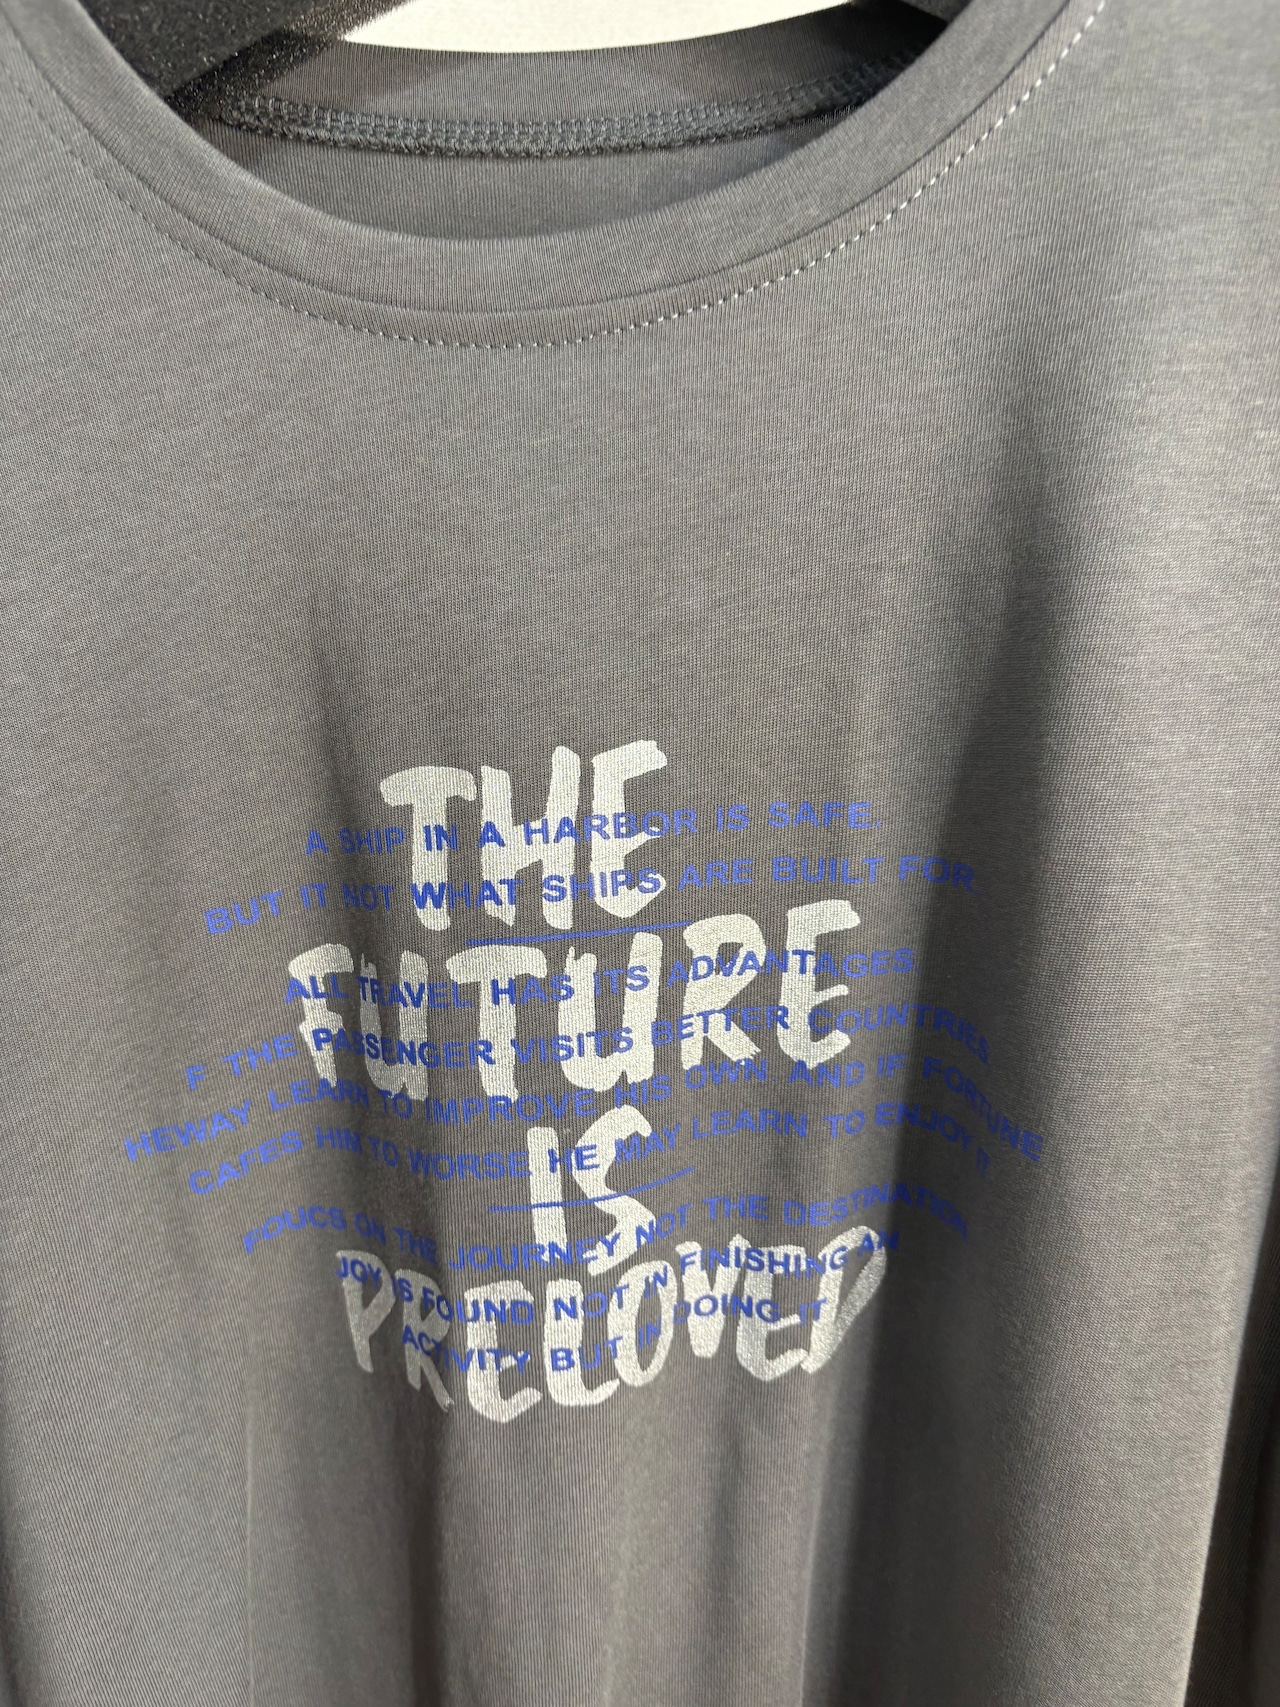 THE
FUTURE
IS
PRELOVED
A SHIP IN A HARBOR IS SAFE.
BUT IT NOT WHAT SHIPS ARE BUILT FOR
ALL TRAVEL HAS ITS ADVANTAGES
F THE PASSENGER VISITS BETTER COUNTRIES
HEWAY LEARN TO IMPROVE HIS OWN. AND IF FORTUNE
CAFES HIM TO WORSE HE MAY LEARN TO ENJOY IT
FOUCS ON THE JOURNEY NOT THE DESTINATION
JOY IS FOUND NOT IN FINISHING AN
ACTIVITY BUT IN DOING IT